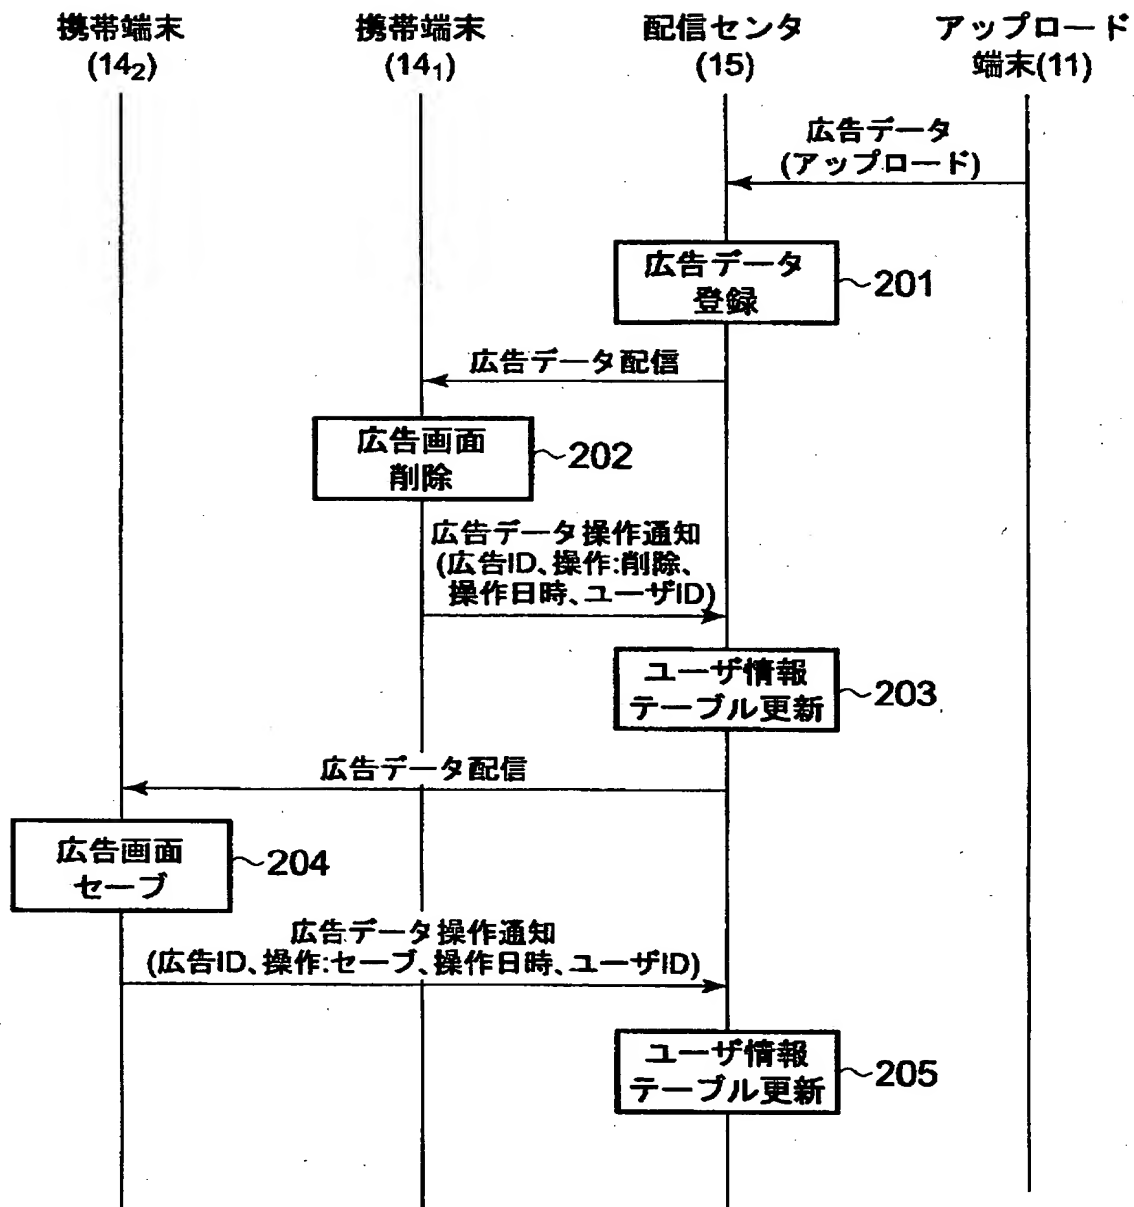 携帯端末
(14₂)
携帯端末
(14₁)
配信センタ
(15)
アップロード
端末(11)
広告データ
(アップロード)
広告データ
登録
201
広告データ配信
広告画面
削除
202
広告データ操作通知
(広告ID、操作:削除、
操作日時、ユーザID)
ユーザ情報
テーブル更新
203
広告データ配信
広告画面
セーブ
204
広告データ操作通知
(広告ID、操作:セーブ、操作日時、ユーザID)
ユーザ情報
テーブル更新
205